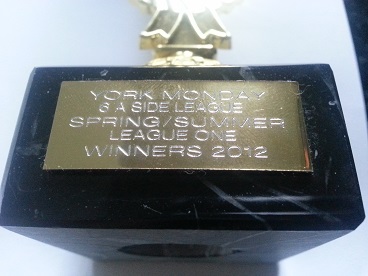 YORK MONDAY
6 A SIDE LEAGUE
SPRING/SUMMER
LEAGUE ONE
WINNERS 2012